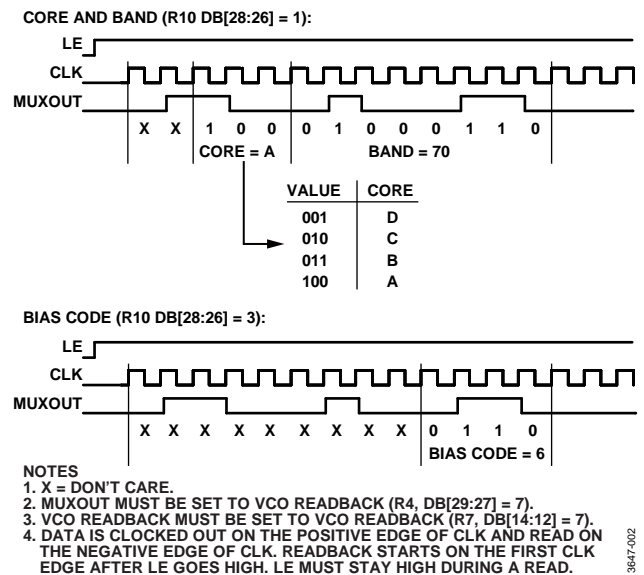 CORE AND BAND (R10 DB[28:26] = 1):
LE
CLK
MUXOUT
X X 1 0 0 0 1 0 0 0 1 1 0
CORE = A BAND = 70
VALUE CORE
001 D
010 C
011 B
100 A
BIAS CODE (R10 DB[28:26] = 3):
LE
CLK
MUXOUT
X X X X X X X X X 0 1 1 0
BIAS CODE = 6
NOTES
1. X = DON'T CARE.
2. MUXOUT MUST BE SET TO VCO READBACK (R4, DB[29:27] = 7).
3. VCO READBACK MUST BE SET TO VCO READBACK (R7, DB[14:12] = 7).
4. DATA IS CLOCKED OUT ON THE POSITIVE EDGE OF CLK AND READ ON
THE NEGATIVE EDGE OF CLK. READBACK STARTS ON THE FIRST CLK
EDGE AFTER LE GOES HIGH. LE MUST STAY HIGH DURING A READ.
3647-002